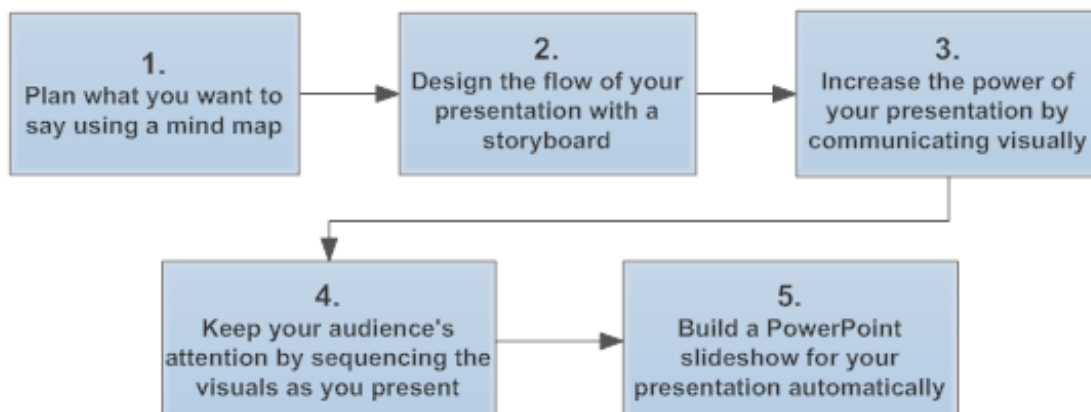 1.
Plan what you want to
say using a mind map
2.
Design the flow of your
presentation with a
storyboard
3.
Increase the power of
your presentation by
communicating visually
4.
Keep your audience's
attention by sequencing the
visuals as you present
5.
Build a PowerPoint
slideshow for your
presentation automatically